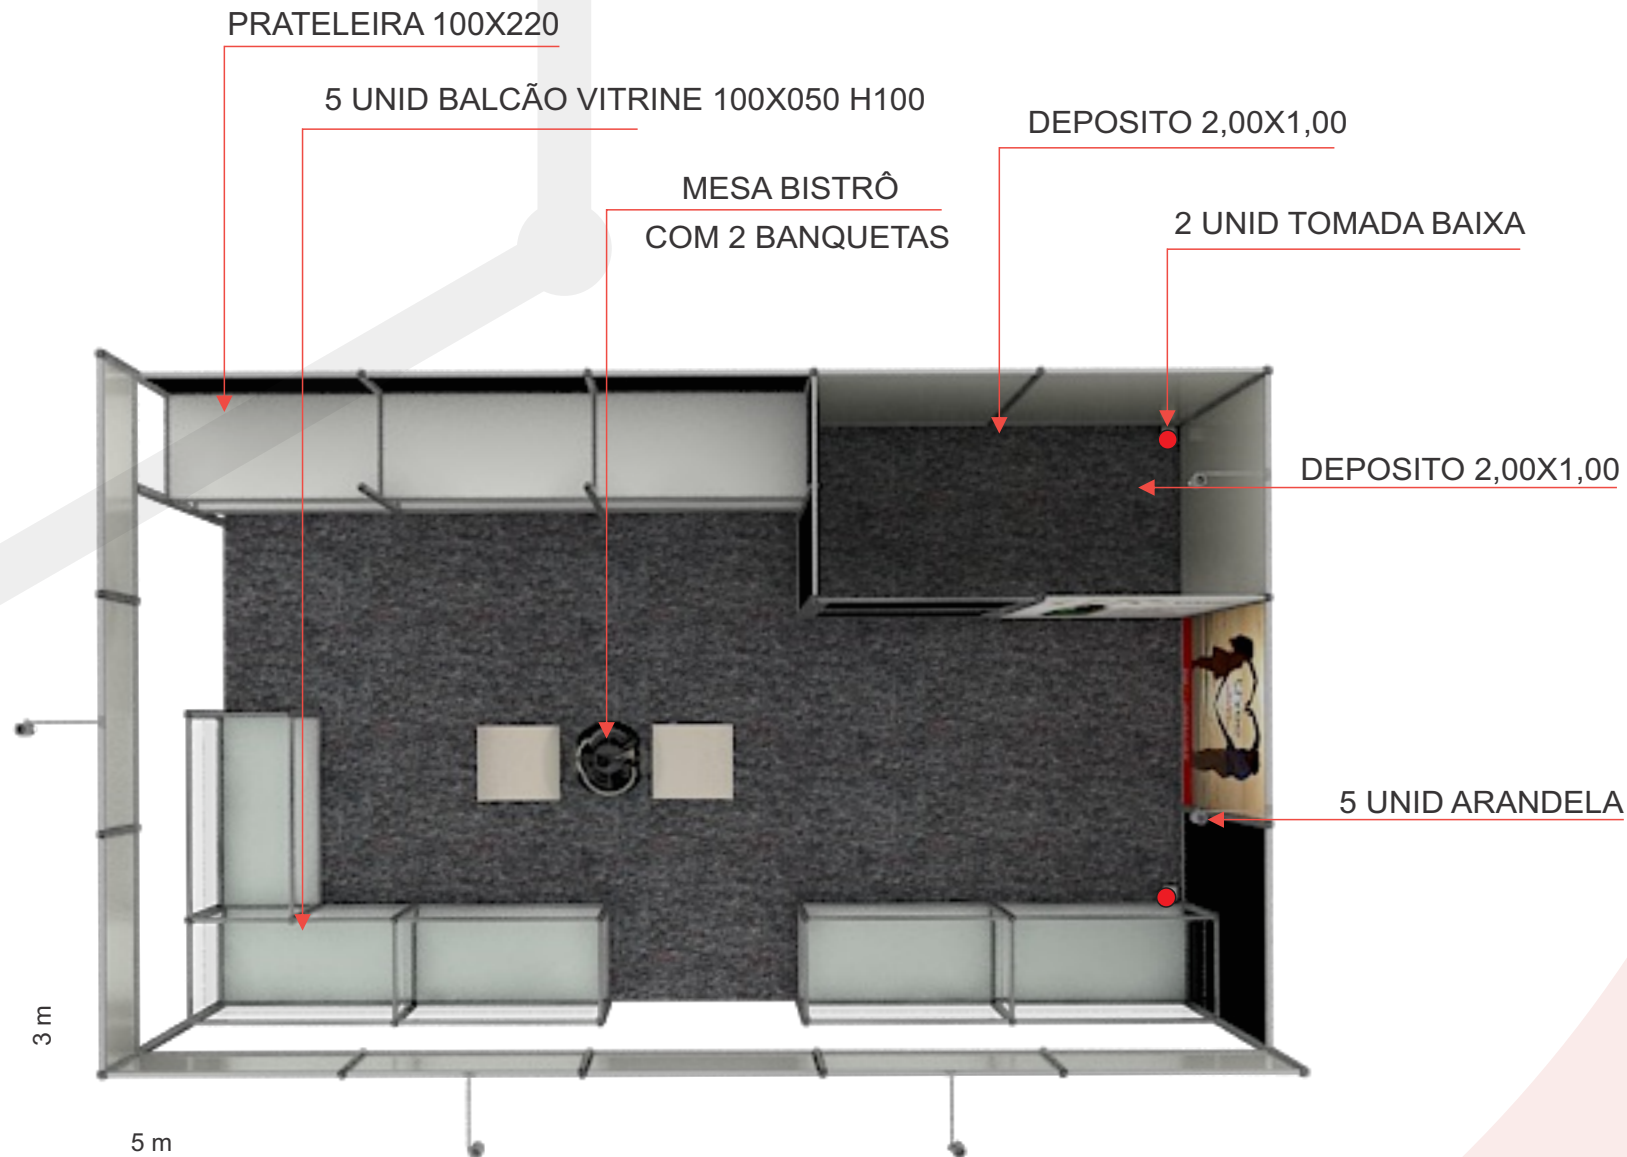 PRATELEIRA 100X220
5 UNID BALCÃO VITRINE 100X050 H100
DEPOSITO 2,00X1,00
MESA BISTRÔ
COM 2 BANQUETAS
2 UNID TOMADA BAIXA
DEPOSITO 2,00X1,00
5 UNID ARANDELA
3 m
5 m